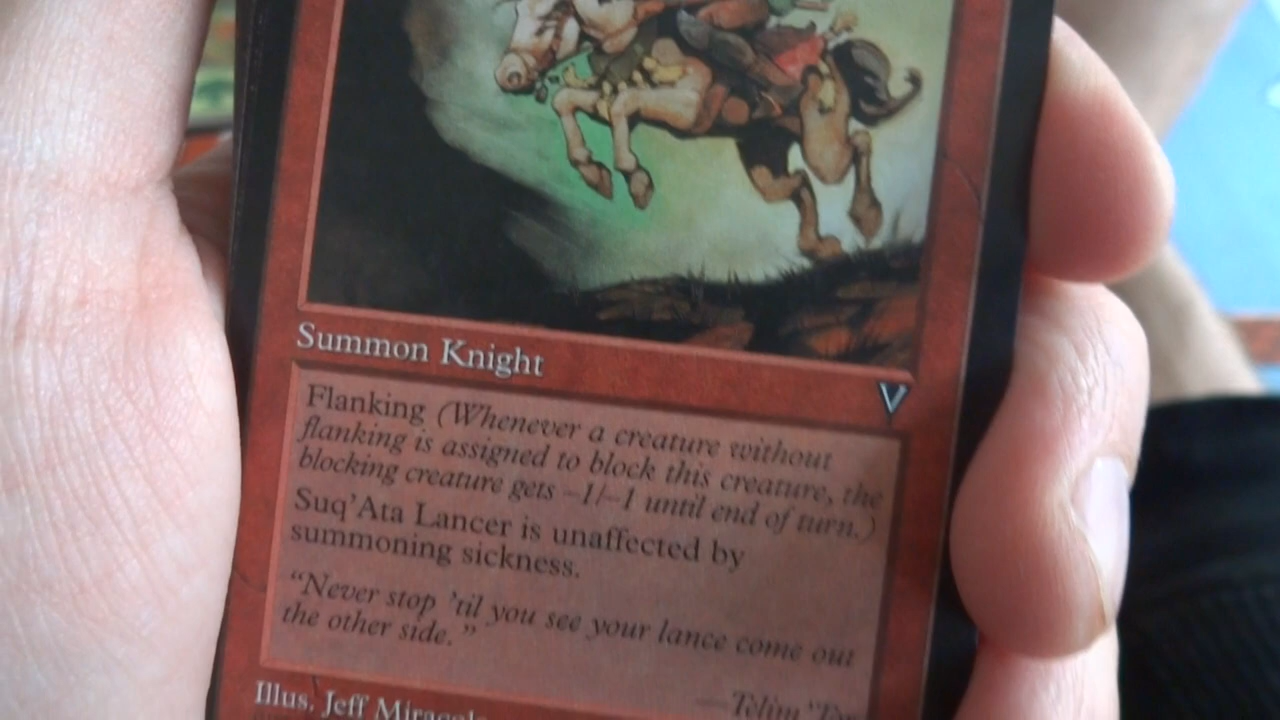 Summon Knight
V
Flanking (Whenever a creature without
flanking is assigned to block this creature, the
blocking creature gets –1/–1 until end of turn.)
Suq'Ata Lancer is unaffected by
summoning sickness.
“Never stop ’til you see your lance come out
the other side.”
—Telim'Tor
Illus. Jeff